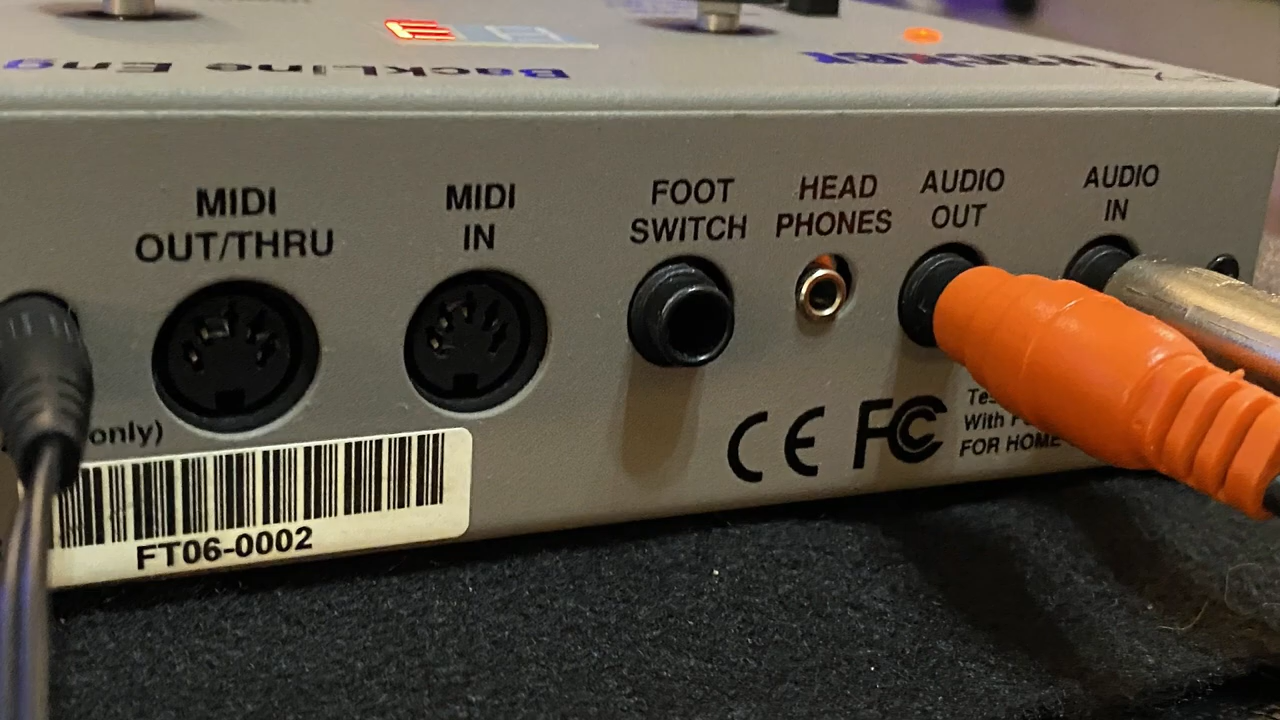 BackLine Eng
MIDI
OUT/THRU
MIDI
IN
FOOT
SWITCH
HEAD
PHONES
AUDIO
OUT
AUDIO
IN
only)
CE FC
With
FOR HOME
FT06-0002